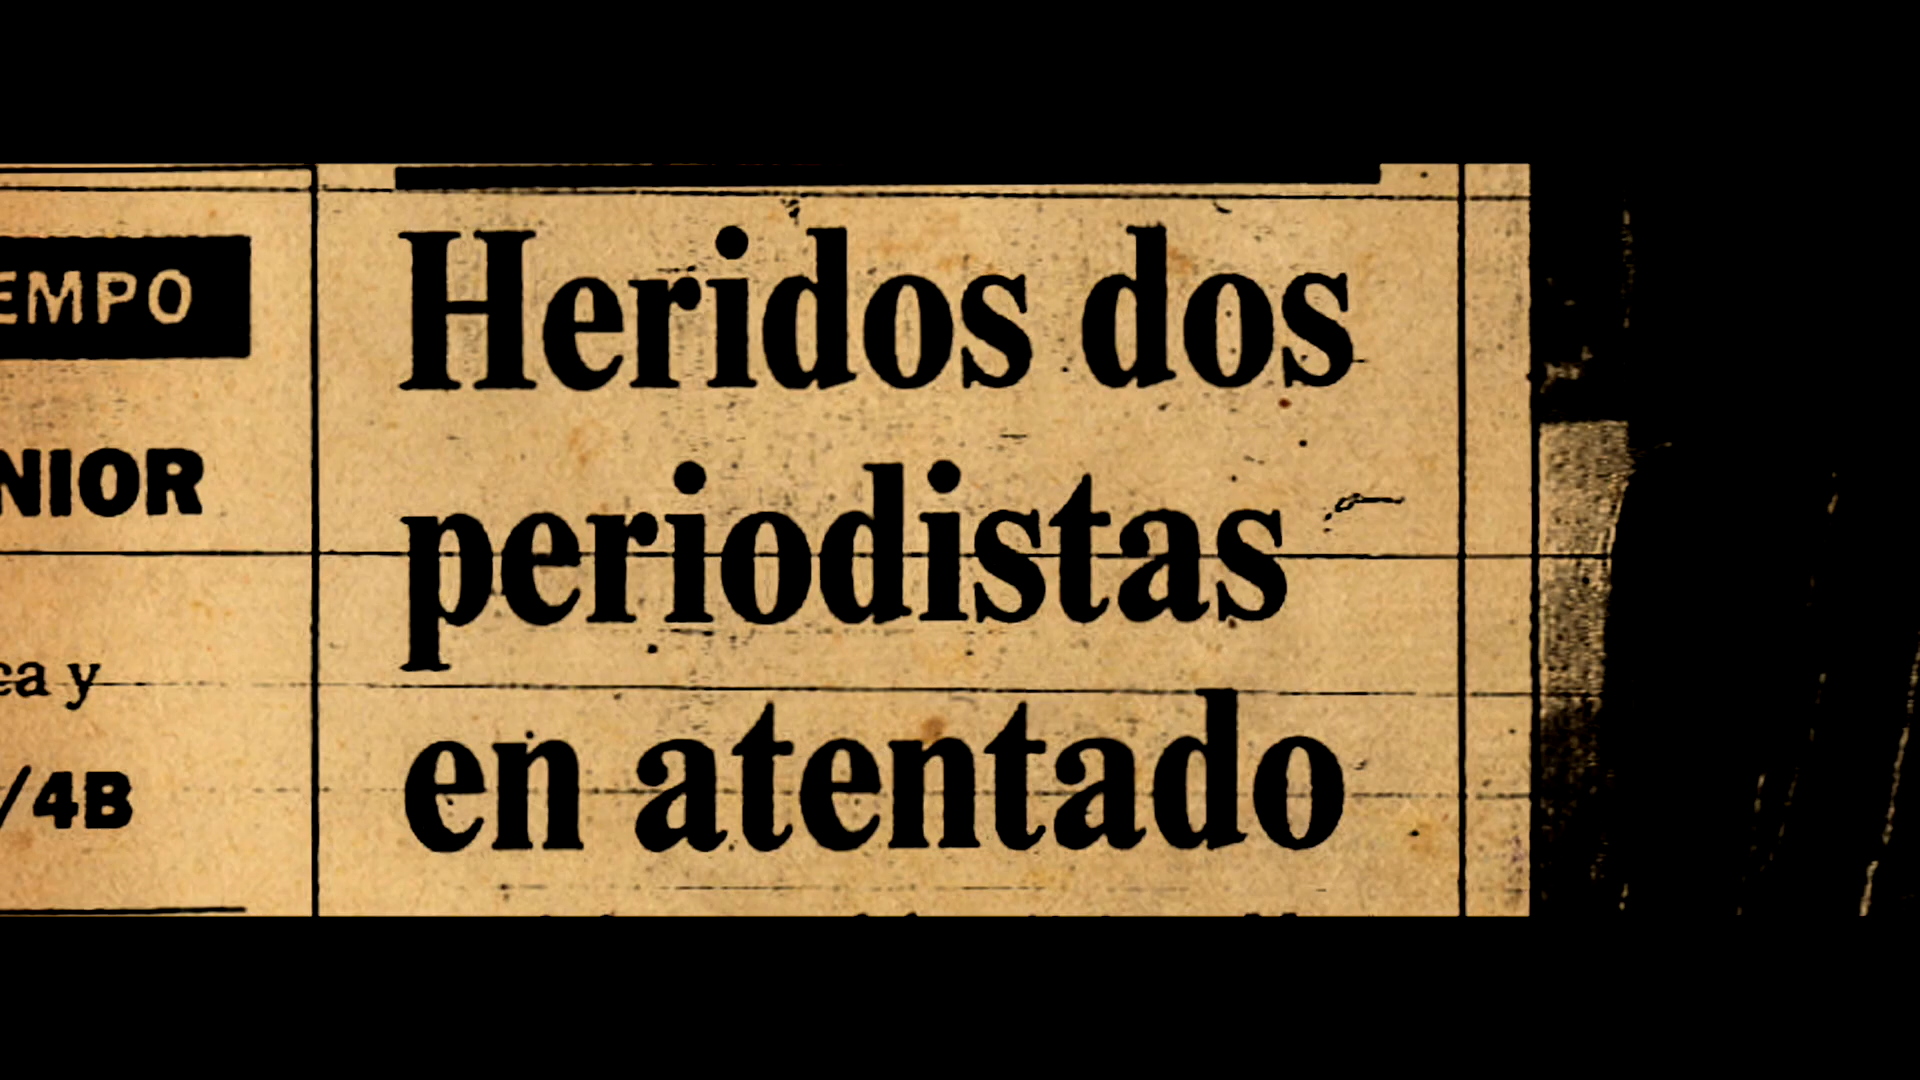 EMPO
NIOR
ca y
/4B
Heridos dos
periodistas
en atentado